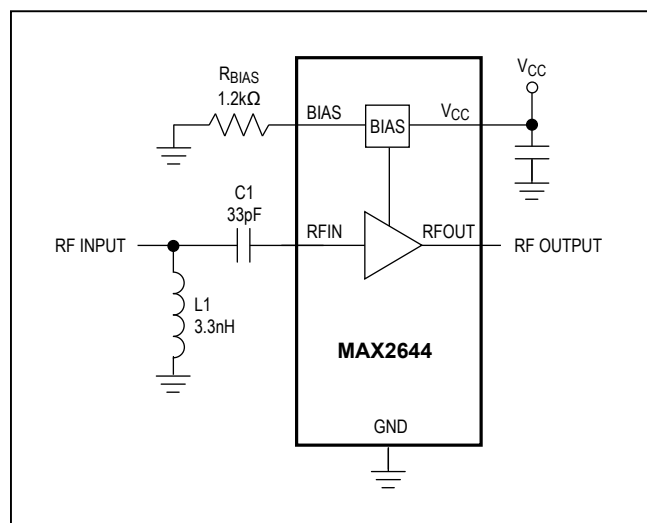 RBIAS
1.2kΩ
BIAS
BIAS
VCC
VCC
C1
33pF
RF INPUT
RFIN
RFOUT
RF OUTPUT
L1
3.3nH
MAX2644
GND